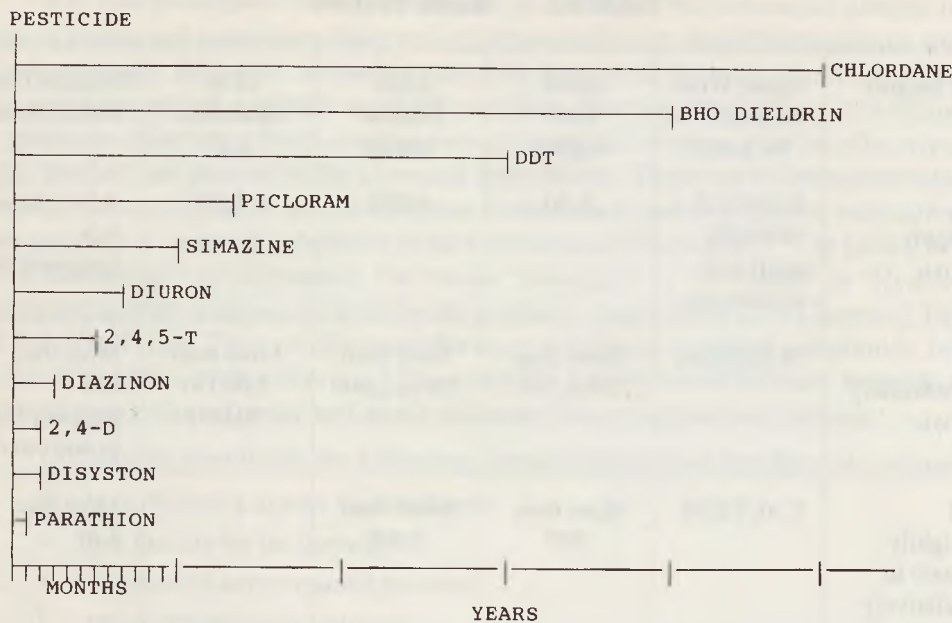 PESTICIDE
CHLORDANE
BHO DIELDRIN
DDT
PICLORAM
SIMAZINE
DIURON
2,4,5-T
DIAZINON
2,4-D
DISYSTON
PARATHION
MONTHS
YEARS